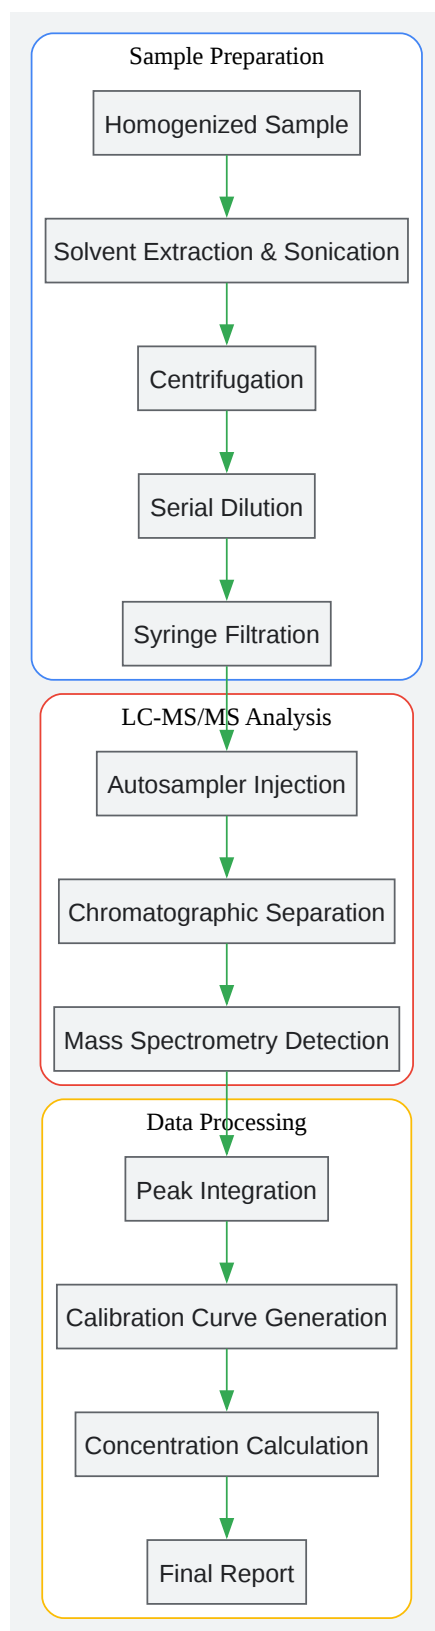 Sample Preparation
Homogenized Sample
Solvent Extraction & Sonication
Centrifugation
Serial Dilution
Syringe Filtration
LC-MS/MS Analysis
Autosampler Injection
Chromatographic Separation
Mass Spectrometry Detection
Data Processing
Peak Integration
Calibration Curve Generation
Concentration Calculation
Final Report